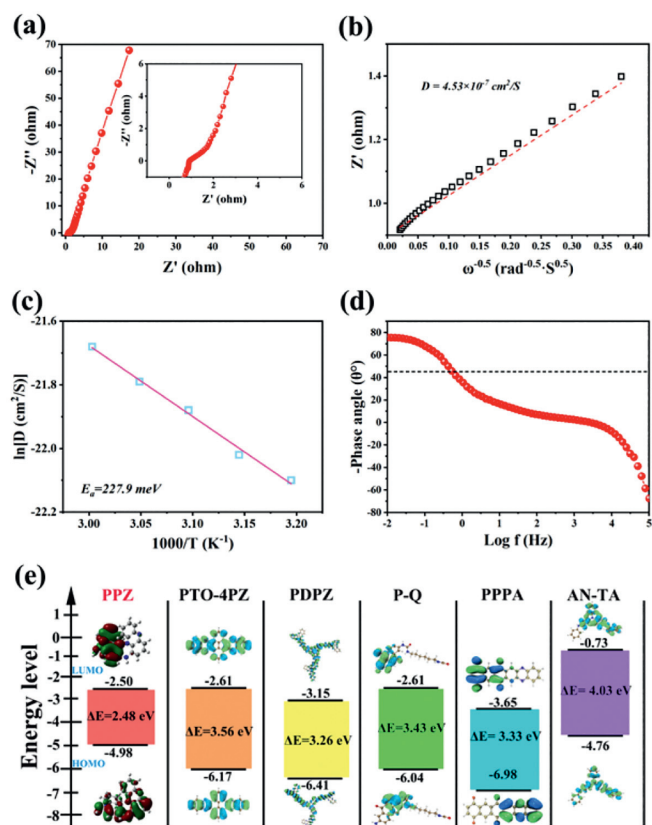 (a)
70
60
50
40
30
20
10
0
-Z'' (ohm)
0 10 20 30 40 50 60 70
Z' (ohm)
6
4
2
0
-Z'' (ohm)
0 2 4 6
Z' (ohm)
(b)
D = 4.53×10⁻⁷ cm²/S
1.4
1.2
1.0
Z' (ohm)
0.00 0.05 0.10 0.15 0.20 0.25 0.30 0.35 0.40
ω⁻⁰·⁵ (rad⁻⁰·⁵·S⁰·⁵)
(c)
-21.6
-21.8
-22.0
-22.2
ln[D (cm²/S)]
Eₐ=227.9 meV
3.00 3.05 3.10 3.15 3.20
1000/T (K⁻¹)
(d)
80
60
40
20
0
-20
-40
-60
-80
-Phase angle (0°)
-2 -1 0 1 2 3 4 5
Log f (Hz)
(e)
PPZ PTO-4PZ PDPZ P-Q PPPA AN-TA
Energy level
1
0
-1
-2
-3
-4
-5
-6
-7
-8
LUMO
HOMO
-2.50
ΔE=2.48 eV
-4.98
-2.61
ΔE=3.56 eV
-6.17
-3.15
ΔE=3.26 eV
-6.41
-2.61
ΔE=3.43 eV
-6.04
-3.65
ΔE=3.33 eV
-6.98
-0.73
ΔE= 4.03 eV
-4.76